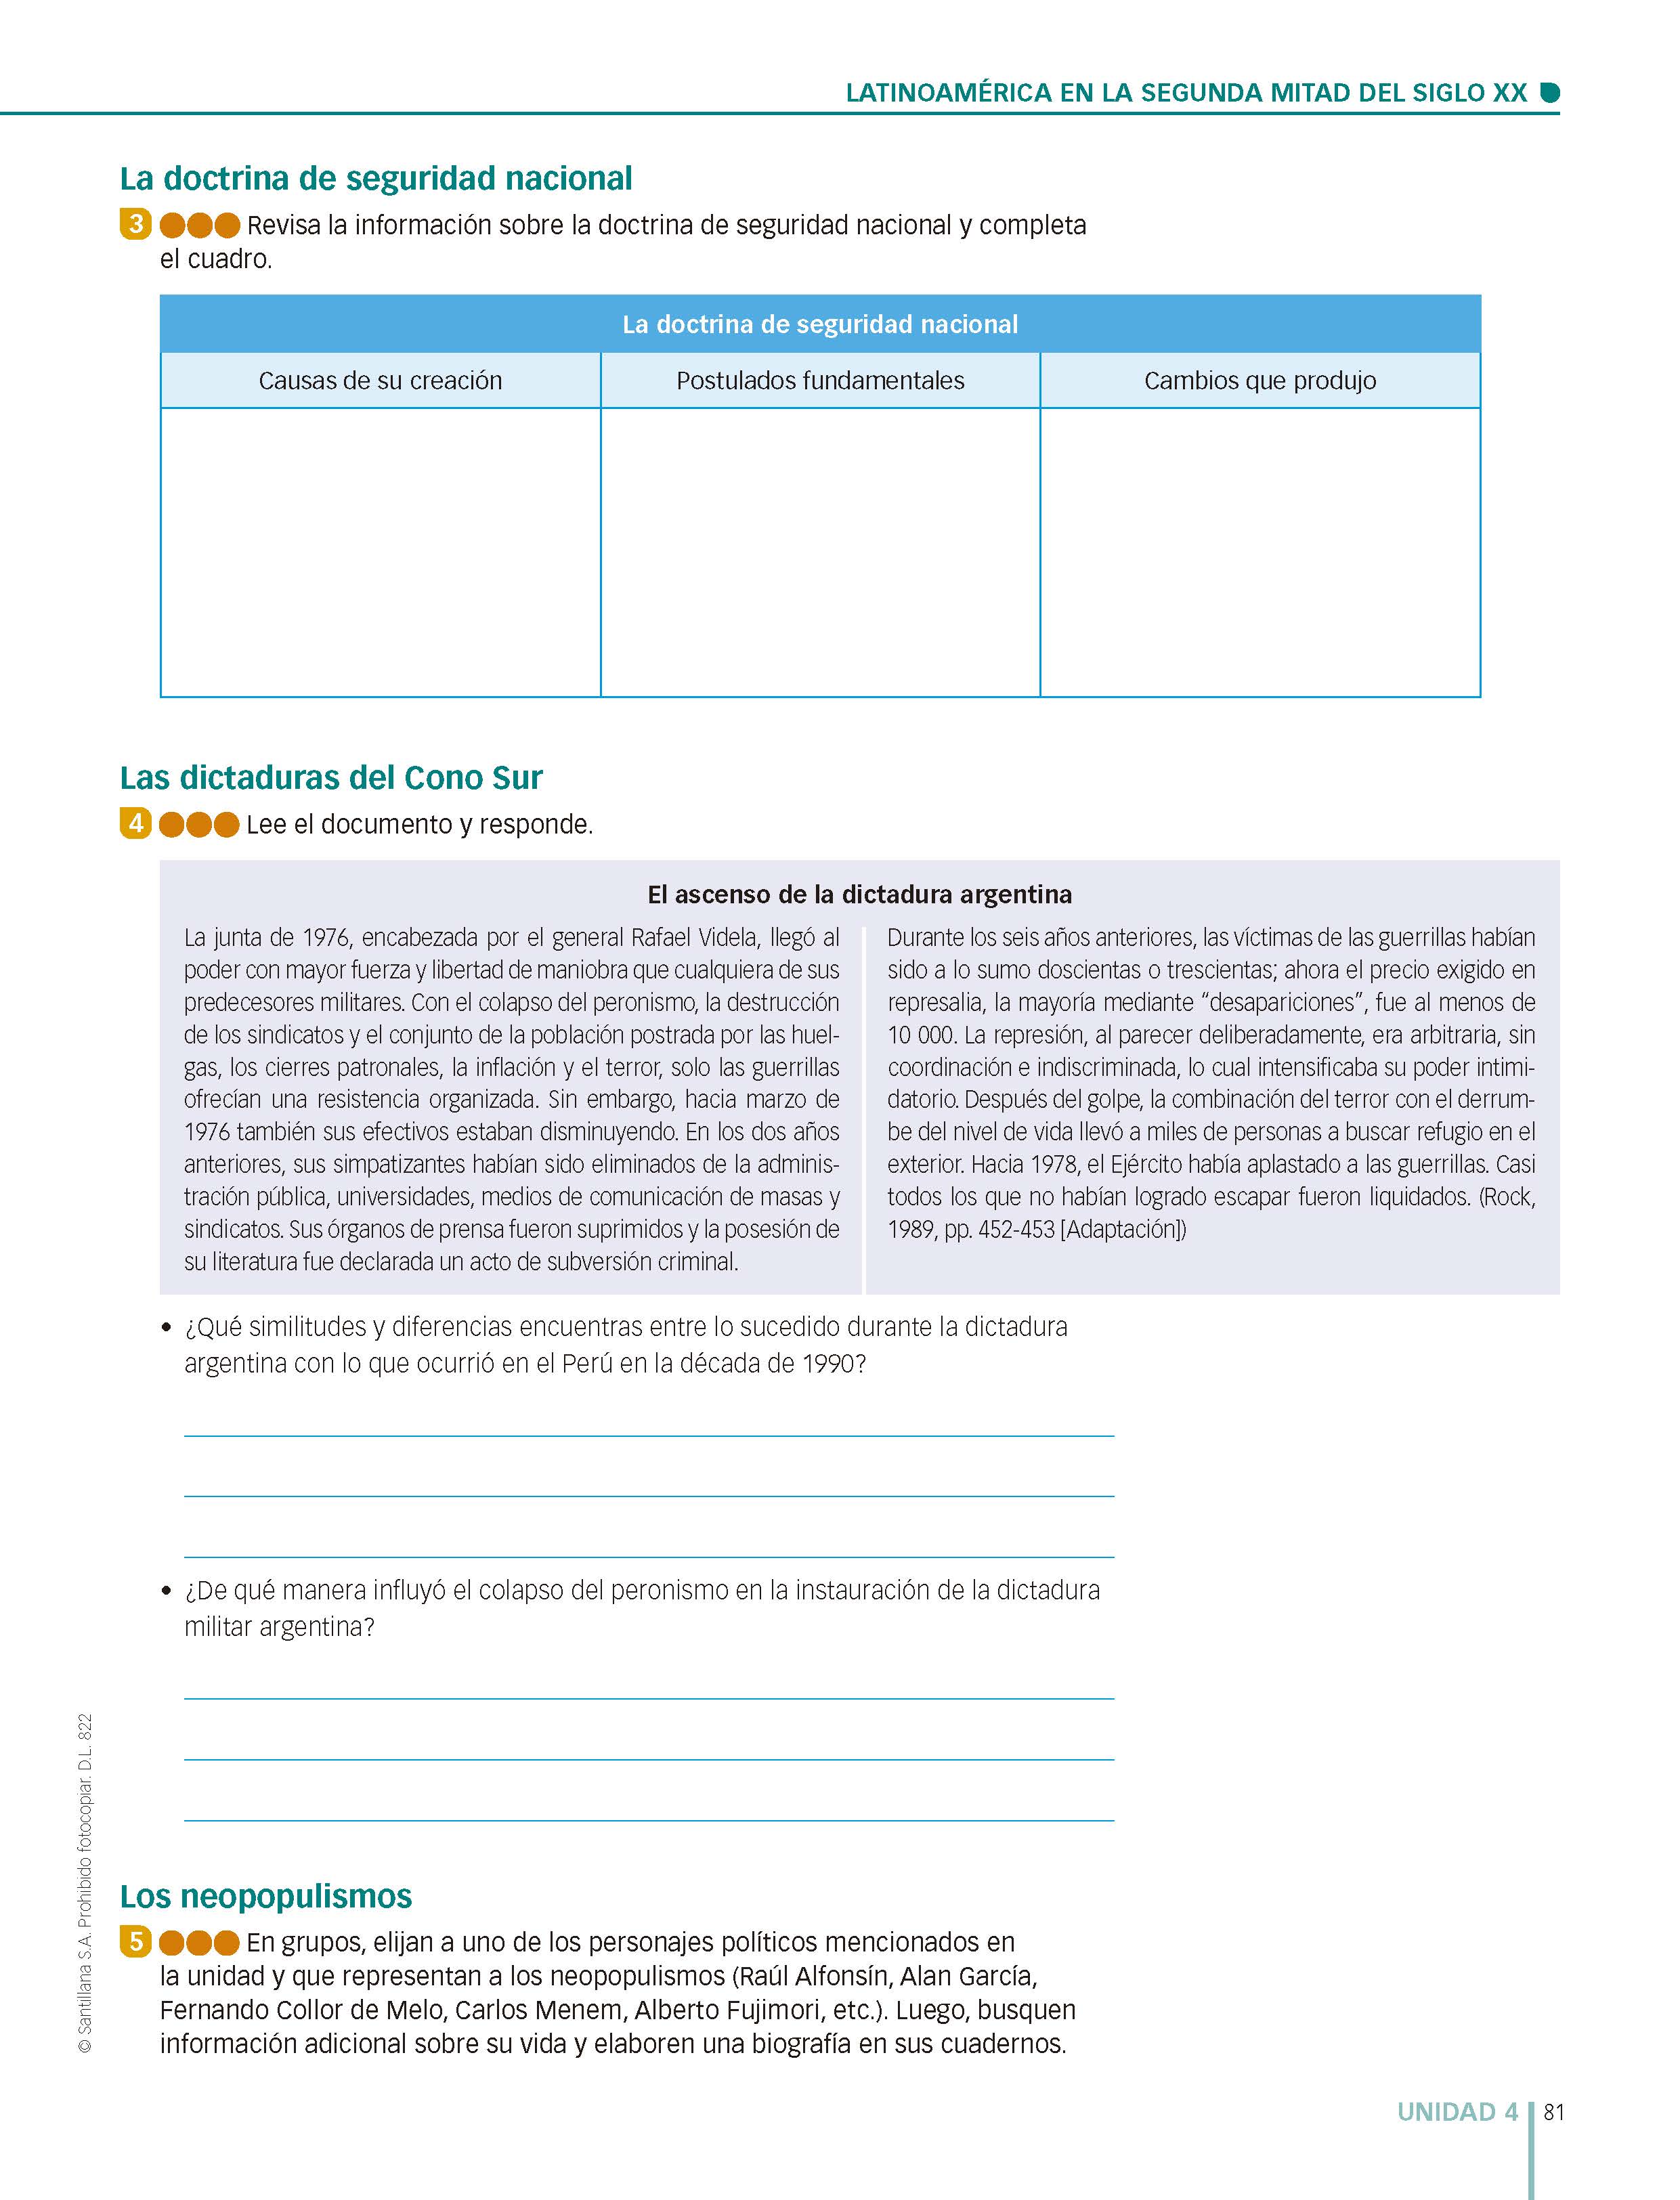 LATINOAMÉRICA EN LA SEGUNDA MITAD DEL SIGLO XX
La doctrina de seguridad nacional
3 Revisa la información sobre la doctrina de seguridad nacional y completa
el cuadro.
La doctrina de seguridad nacional
Causas de su creación
Postulados fundamentales
Cambios que produjo
Las dictaduras del Cono Sur
4 Lee el documento y responde.
El ascenso de la dictadura argentina
La junta de 1976, encabezada por el general Rafael Videla, llegó al
poder con mayor fuerza y libertad de maniobra que cualquiera de sus
predecesores militares. Con el colapso del peronismo, la destrucción
de los sindicatos y el conjunto de la población postrada por las huel-
gas, los cierres patronales, la inflación y el terror, solo las guerrillas
ofrecían una resistencia organizada. Sin embargo, hacia marzo de
1976 también sus efectivos estaban disminuyendo. En los dos años
anteriores, sus simpatizantes habían sido eliminados de la adminis-
tración pública, universidades, medios de comunicación de masas y
sindicatos. Sus órganos de prensa fueron suprimidos y la posesión de
su literatura fue declarada un acto de subversión criminal.
Durante los seis años anteriores, las víctimas de las guerrillas habían
sido a lo sumo doscientas o trescientas; ahora el precio exigido en
represalia, la mayoría mediante “desapariciones”, fue al menos de
10 000. La represión, al parecer deliberadamente, era arbitraria, sin
coordinación e indiscriminada, lo cual intensificaba su poder intimi-
datorio. Después del golpe, la combinación del terror con el derrum-
be del nivel de vida llevó a miles de personas a buscar refugio en el
exterior. Hacia 1978, el Ejército había aplastado a las guerrillas. Casi
todos los que no habían logrado escapar fueron liquidados. (Rock,
1989, pp. 452-453 [Adaptación])
• ¿Qué similitudes y diferencias encuentras entre lo sucedido durante la dictadura
argentina con lo que ocurrió en el Perú en la década de 1990?
• ¿De qué manera influyó el colapso del peronismo en la instauración de la dictadura
militar argentina?
Los neopopulismos
5 En grupos, elijan a uno de los personajes políticos mencionados en
la unidad y que representan a los neopopulismos (Raúl Alfonsín, Alan García,
Fernando Collor de Melo, Carlos Menem, Alberto Fujimori, etc.). Luego, busquen
información adicional sobre su vida y elaboren una biografía en sus cuadernos.
© Santillana S.A. Prohibido fotocopiar. D.L. 822
UNIDAD 4 81